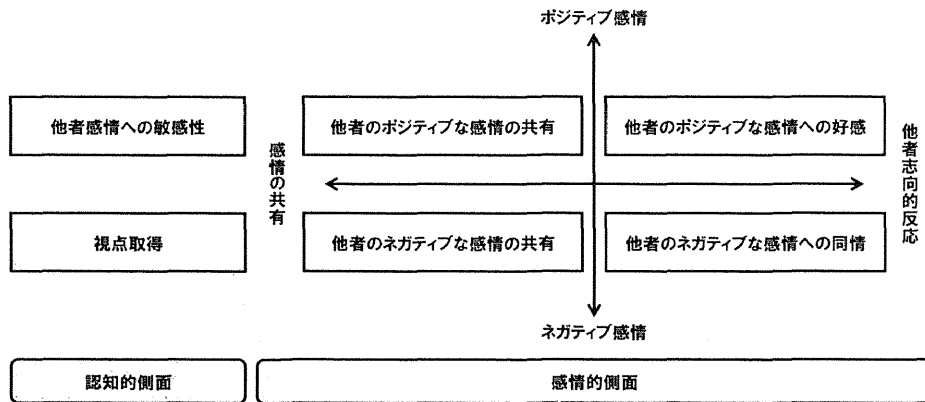 ポジティブ感情
他者感情への敏感性
他者のポジティブな感情の共有
他者のポジティブな感情への好感
感情の共有
他者志向的反応
視点取得
他者のネガティブな感情の共有
他者のネガティブな感情への同情
ネガティブ感情
認知的側面
感情的側面